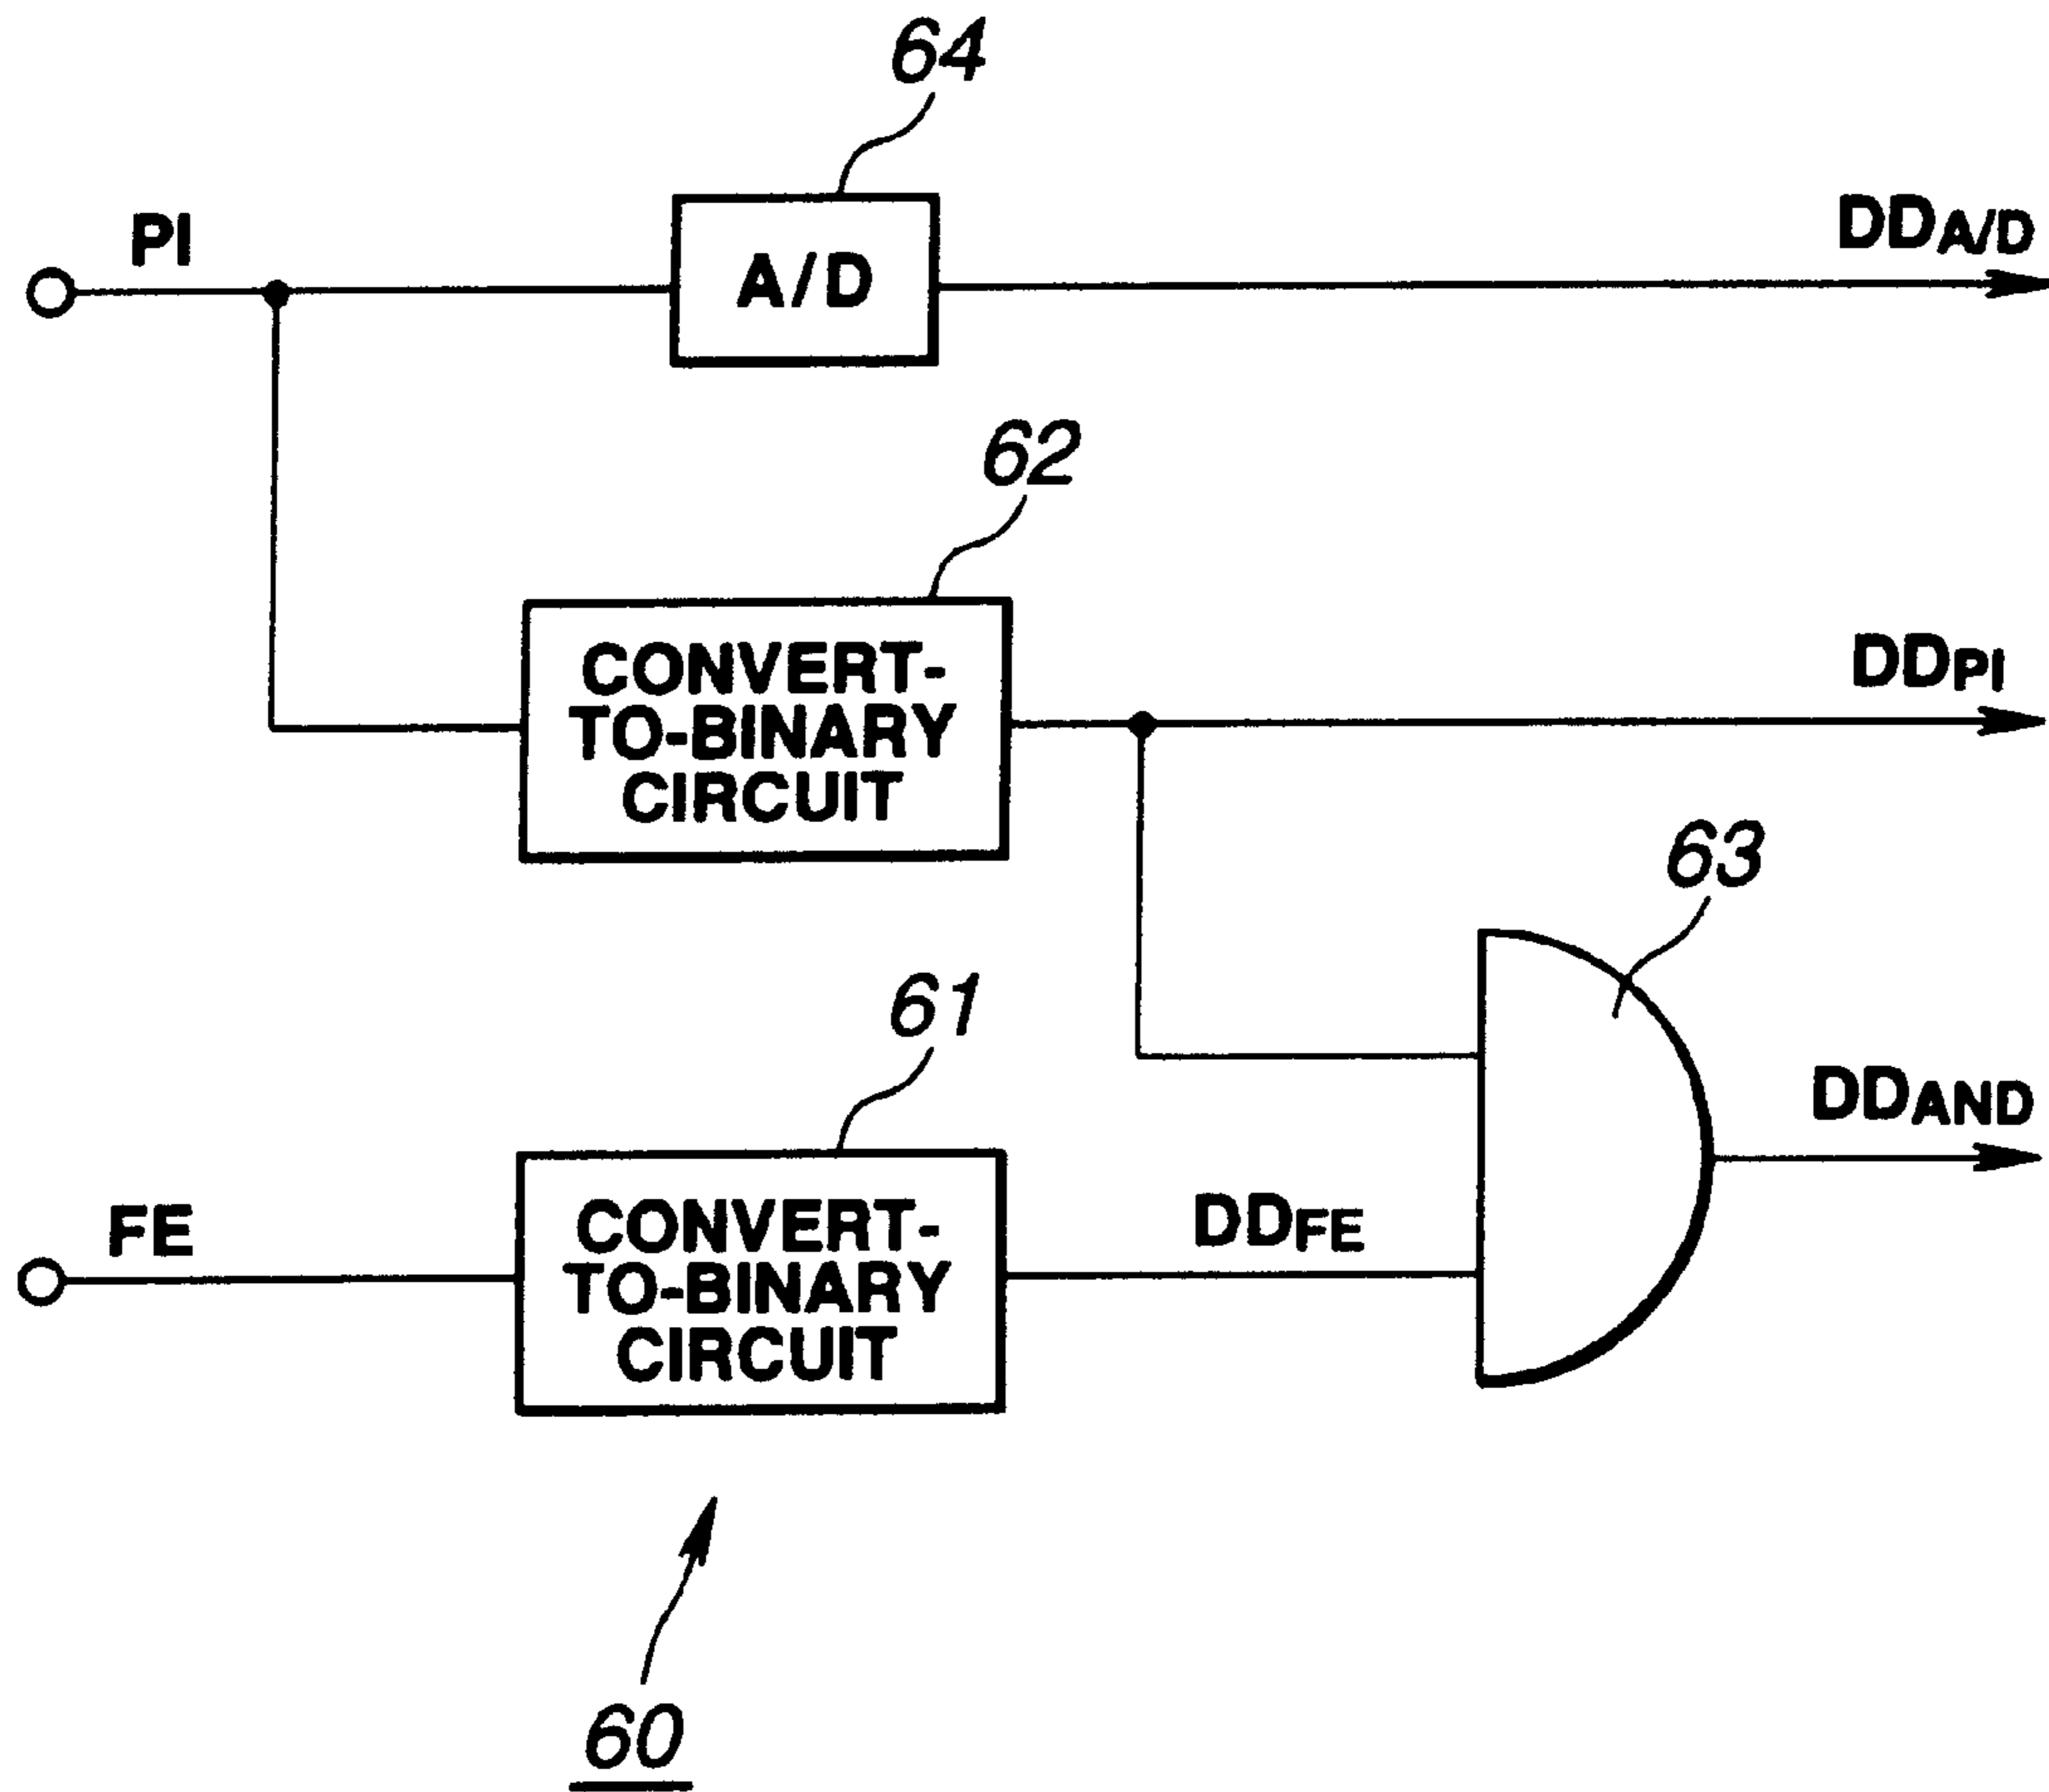 64
PI
A/D
DDA/D
62
CONVERT-
TO-BINARY
CIRCUIT
DDPI
63
61
DDAND
FE
CONVERT-
TO-BINARY
CIRCUIT
DDFE
60